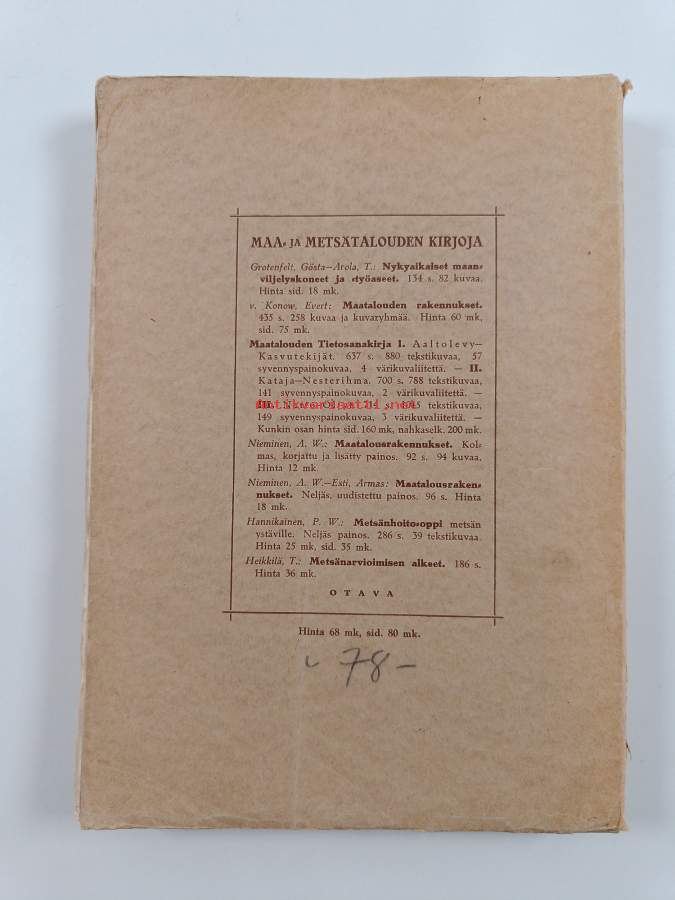 MAA- JA METSÄTALOUDEN KIRJOJA
Grotenfelt, Gösta—Arola, T.: Nykyaikaiset maan-
viljelyskoneet ja -työaseet. 134 s. 82 kuvaa.
Hinta sid. 18 mk.
v. Konow, Evert: Maatalouden rakennukset.
435 s. 258 kuvaa ja kuvaryhmää. Hinta 60 mk,
sid. 75 mk.
Maatalouden Tietosanakirja I. Aaltolevy—
Kasvutekijät. 637 s. 880 tekstikuvaa, 57
syvennyspainokuvaa, 4 värikuvaliitettä. — II.
Kataja—Nesterihma. 700 s. 788 tekstikuvaa,
141 syvennyspainokuvaa, 2 värikuvaliitettä. —
III. s. tekstikuvaa,
149 syvennyspainokuvaa, 3 värikuvaliitettä. —
Kunkin osan hinta sid. 160 mk, nahkaselk. 200 mk.
antikvariaatti.net
Nieminen, A. W.: Maatalousrakennukset. Kol-
mas, korjattu ja lisätty painos. 92 s. 94 kuvaa.
Hinta 12 mk.
Nieminen, A. W.—Esti, Armas: Maatalousraken-
nukset. Neljäs, uudistettu painos. 96 s. Hinta
18 mk.
Hannikainen, P. W.: Metsänhoito-oppi metsän
ystäville. Neljäs painos. 286 s. 39 tekstikuvaa.
Hinta 25 mk, sid. 35 mk.
Heikkilä, T.: Metsänarvioimisen alkeet. 186 s.
Hinta 36 mk.
OTAVA
Hinta 68 mk, sid. 80 mk.
78-